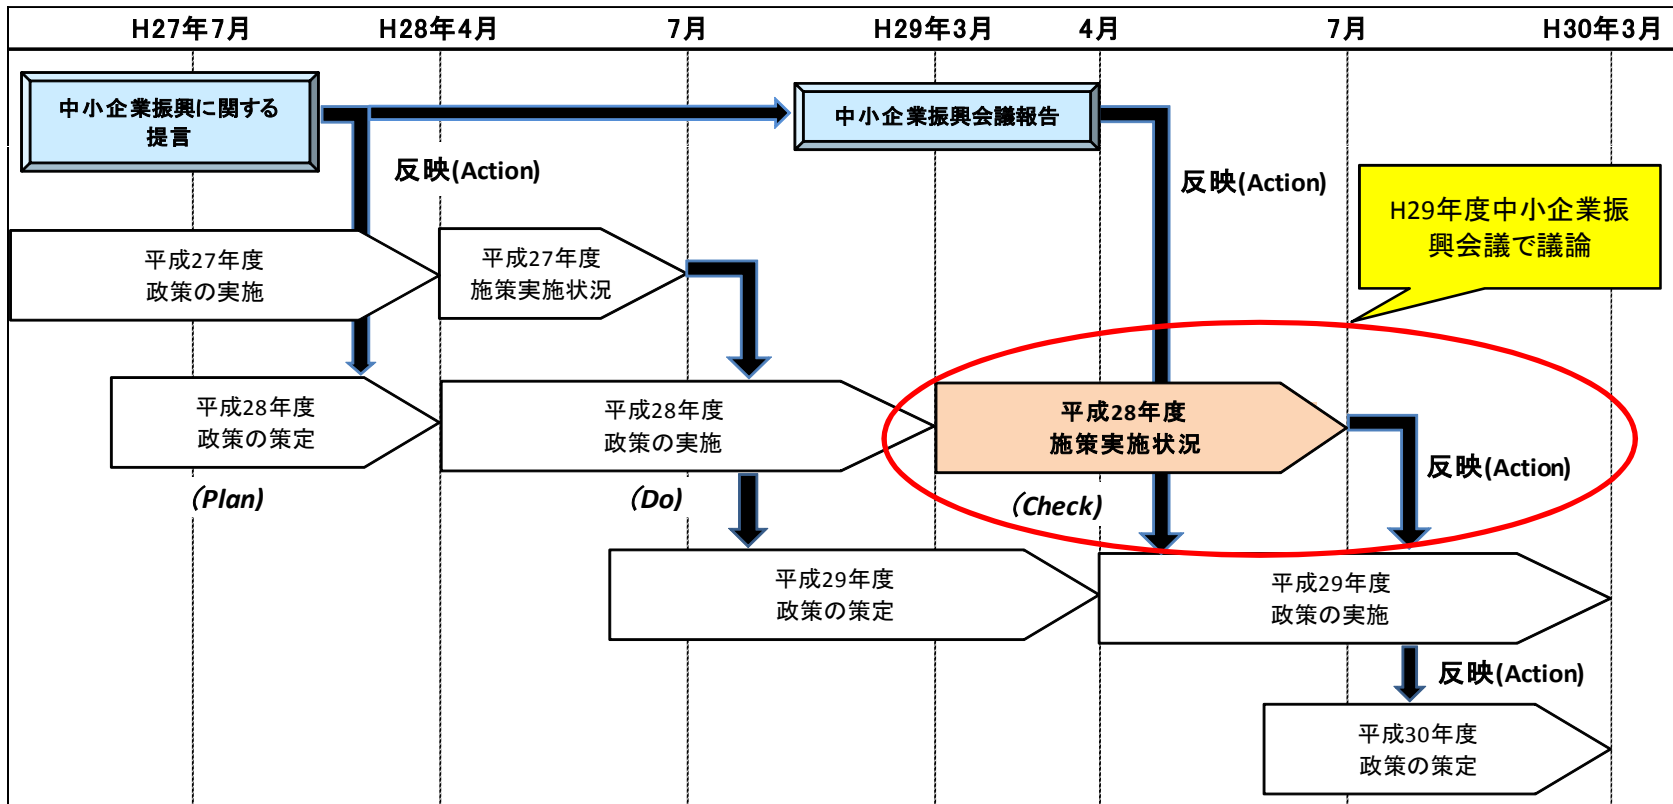 H27年7月 H28年4月 7月 H29年3月 4月 7月 H30年3月
中小企業振興に関する
提言
中小企業振興会議報告
反映(Action)
反映(Action)
H29年度中小企業振
興会議で議論
平成27年度
政策の実施
平成27年度
施策実施状況
平成28年度
政策の策定
平成28年度
政策の実施
平成28年度
施策実施状況
反映(Action)
（Plan)
（Do)
（Check)
平成29年度
政策の策定
平成29年度
政策の実施
反映(Action)
平成30年度
政策の策定